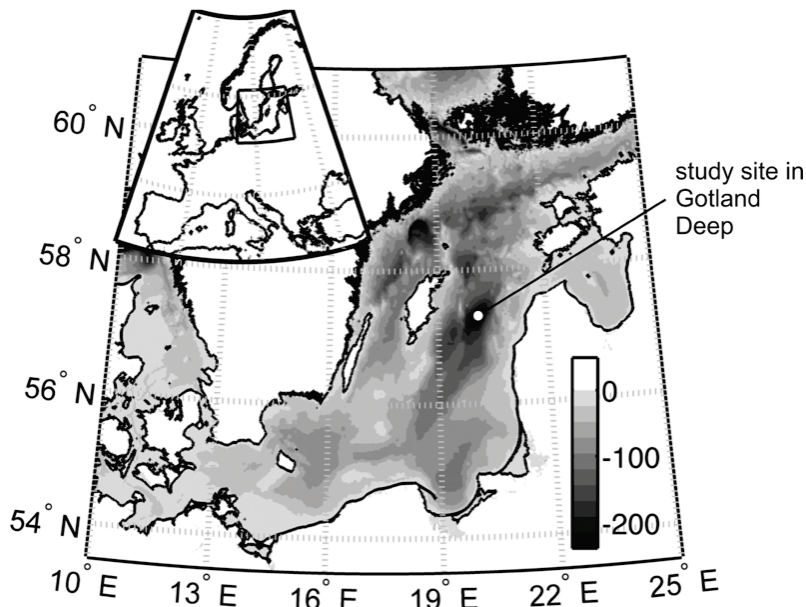 60° N
58° N
56° N
54° N
10° E
13° E
16° E
19° E
22° E
25° E
study site in
Gotland
Deep
0
-100
-200